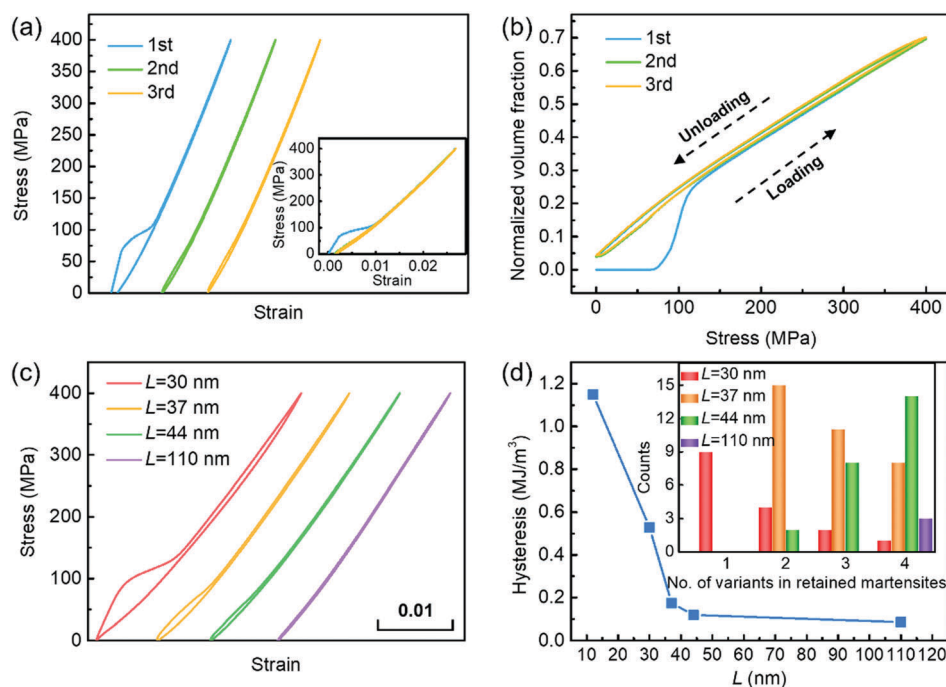 (a)
1st
2nd
3rd
400
350
300
250
200
150
100
50
0
Stress (MPa)
Strain
400
300
200
100
0
Stress (MPa)
0.00 0.01 0.02
Strain
(b)
1st
2nd
3rd
0.7
0.6
0.5
0.4
0.3
0.2
0.1
0.0
Normalized volume fraction
Unloading
Loading
0 100 200 300 400
Stress (MPa)
(c)
L=30 nm
L=37 nm
L=44 nm
L=110 nm
400
300
200
100
0
Stress (MPa)
0.01
Strain
(d)
1.2
1.0
0.8
0.6
0.4
0.2
0.0
Hysteresis (MJ/m³)
10 20 30 40 50 60 70 80 90 100 110 120
L (nm)
L=30 nm
L=37 nm
L=44 nm
L=110 nm
15
12
9
6
3
0
Counts
1 2 3 4
No. of variants in retained martensites